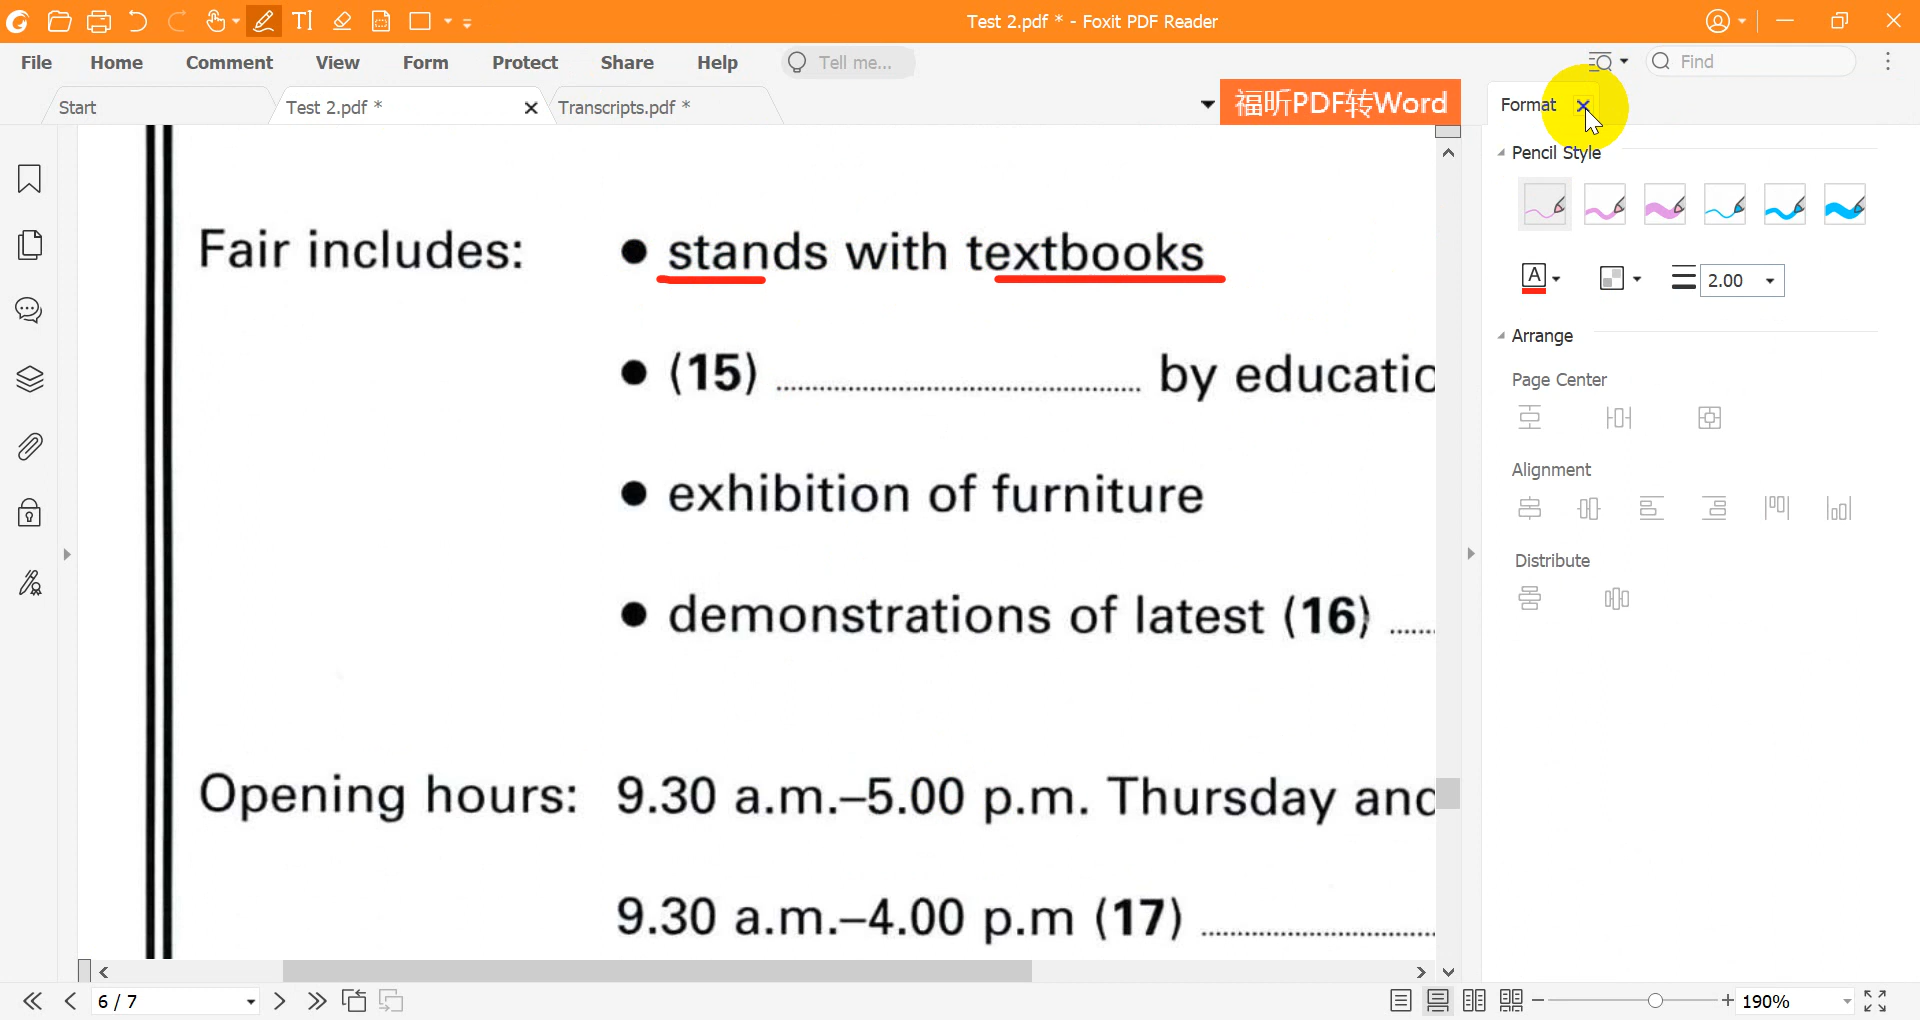 Test 2.pdf * - Foxit PDF Reader
File Home Comment View Form Protect Share Help Tell me... Find
Start Test 2.pdf * Transcripts.pdf * 福昕PDF转Word Format
Pencil Style
Fair includes: ● stands with textbooks
A 2.00
Arrange
● (15) .......... by educatio
Page Center
Alignment
● exhibition of furniture
Distribute
● demonstrations of latest (16) ......
Opening hours: 9.30 a.m.–5.00 p.m. Thursday and
9.30 a.m.–4.00 p.m (17) ..........
6 / 7 190%